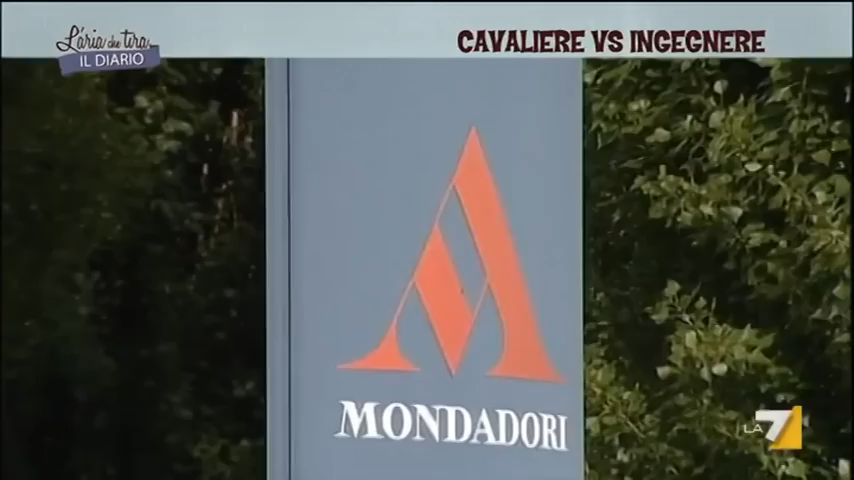 L'aria che tira
IL DIARIO
CAVALIERE VS INGEGNERE
MONDADORI
LA 7